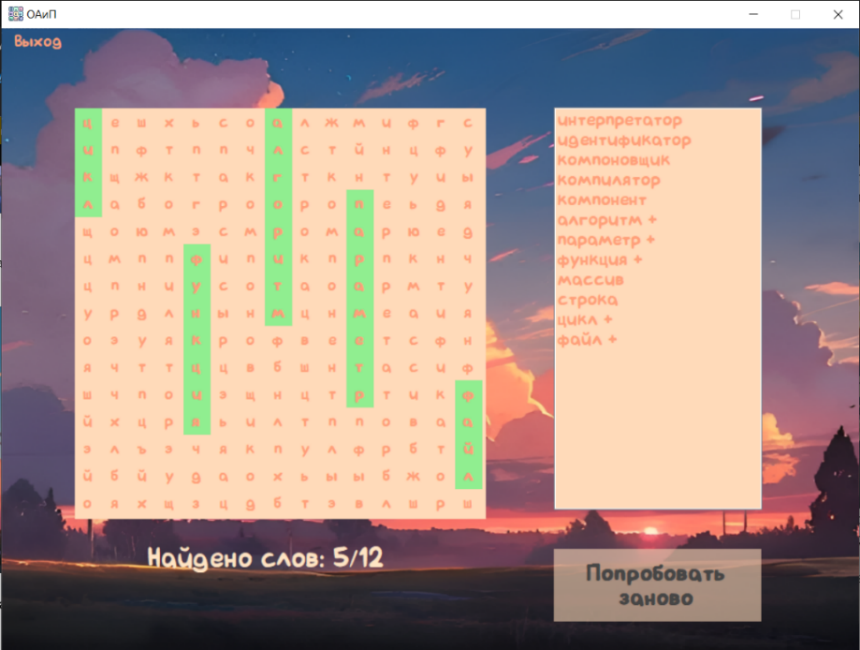 ОАиП
Выход
ц е ш х ь с о а л ж м и ф г с
и п ф т п п ч л с т й н ц ф у
к щ ж к т а к г т к н т у и ы
л а б о г р о о р о п е ь д я
щ о ю м з с м р о м а р ю е д
ц м п п ф и п и к п р п к н ч
ц п н и у с о т а о а р м т у
у р д л н ы н м ц н м е а и я
о з у я к р о ф в е е т с ф н
я ч т т ц ц в б ш н т а с и ф
ш ч п о и э щ н ц т р т и к ф
й х ц р я ь и л т п п о в а а
э л ъ э ч я к п у л ф р б т й
й б й у д а о х ь ы ы б ж о л
о я х щ з ц д б т э в л ш р ш
интерпретатор
идентификатор
компоновщик
компилятор
компонент
алгоритм +
параметр +
функция +
массив
строка
цикл +
файл +
Найдено слов: 5/12
Попробовать
заново